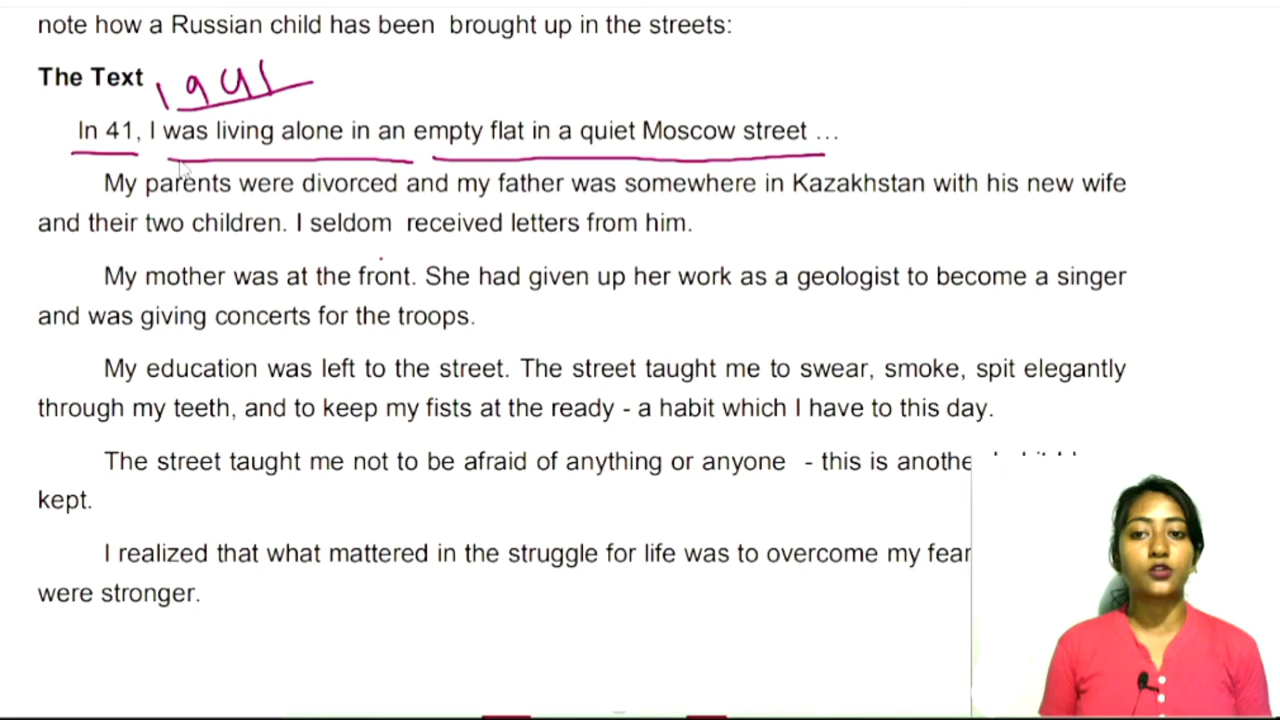 note how a Russian child has been brought up in the streets:
The Text
1941
In 41, I was living alone in an empty flat in a quiet Moscow street ...
My parents were divorced and my father was somewhere in Kazakhstan with his new wife
and their two children. I seldom received letters from him.
My mother was at the front. She had given up her work as a geologist to become a singer
and was giving concerts for the troops.
My education was left to the street. The street taught me to swear, smoke, spit elegantly
through my teeth, and to keep my fists at the ready - a habit which I have to this day.
The street taught me not to be afraid of anything or anyone - this is
kept.
I realized that what mattered in the struggle for life was to overcome my
were stronger.